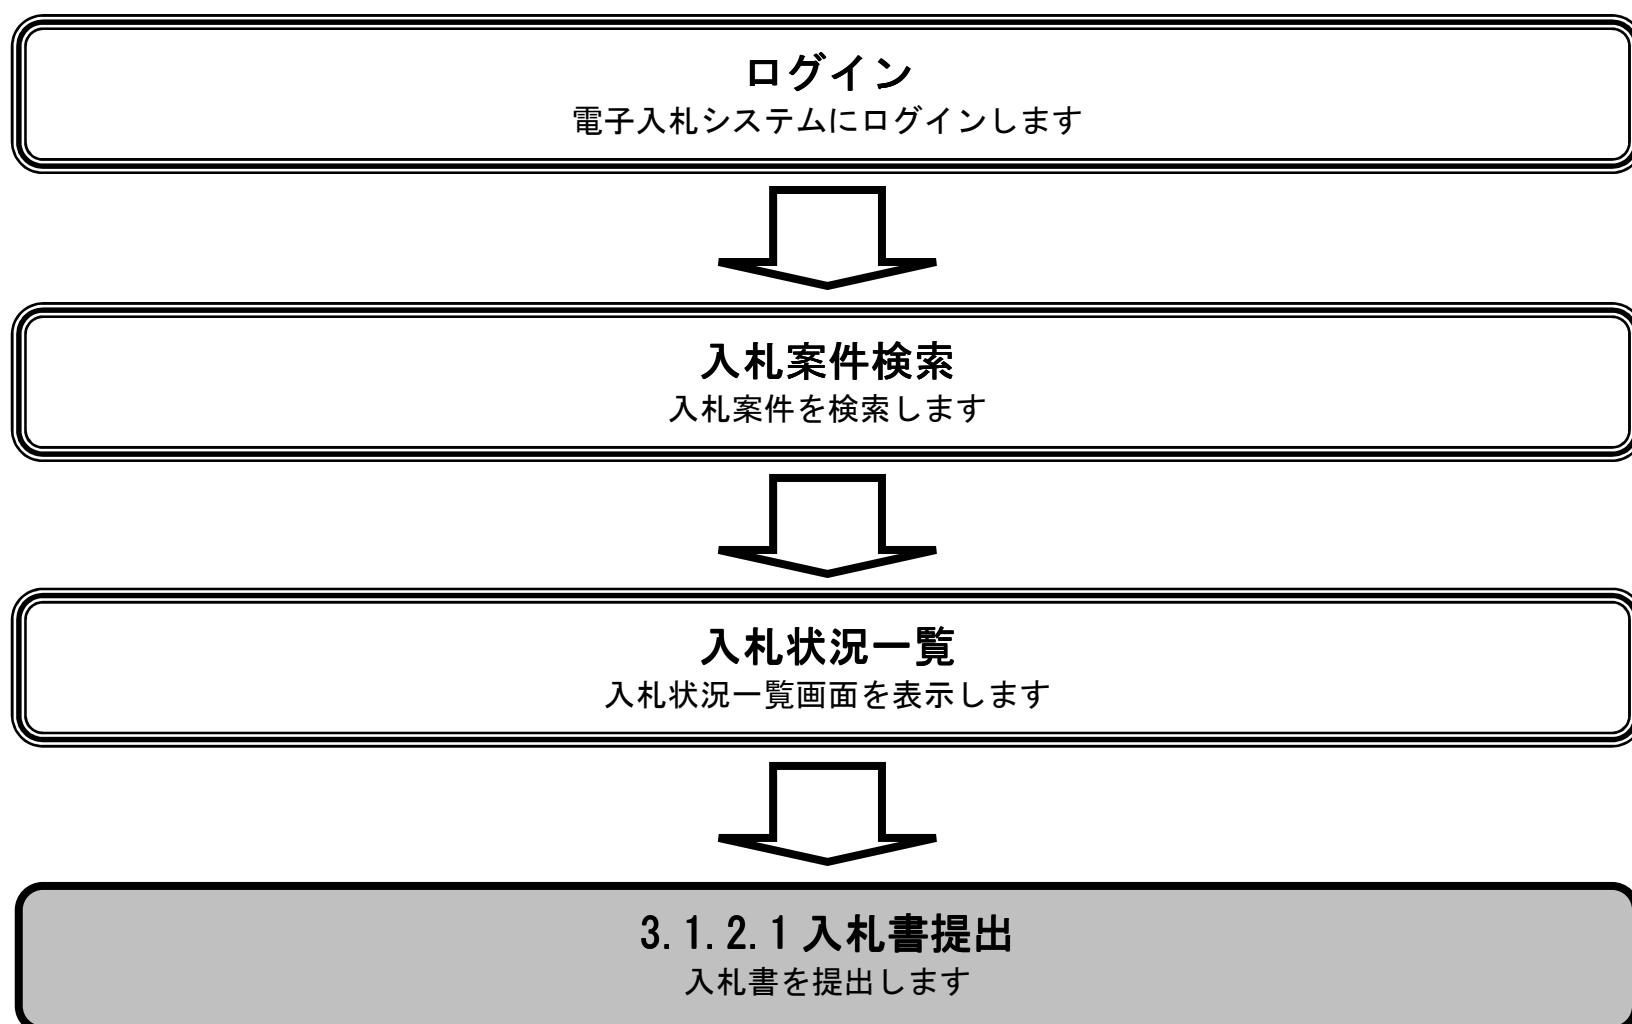 ログイン
電子入札システムにログインします
入札案件検索
入札案件を検索します
入札状況一覧
入札状況一覧画面を表示します
3.1.2.1入札書提出
入札書を提出します